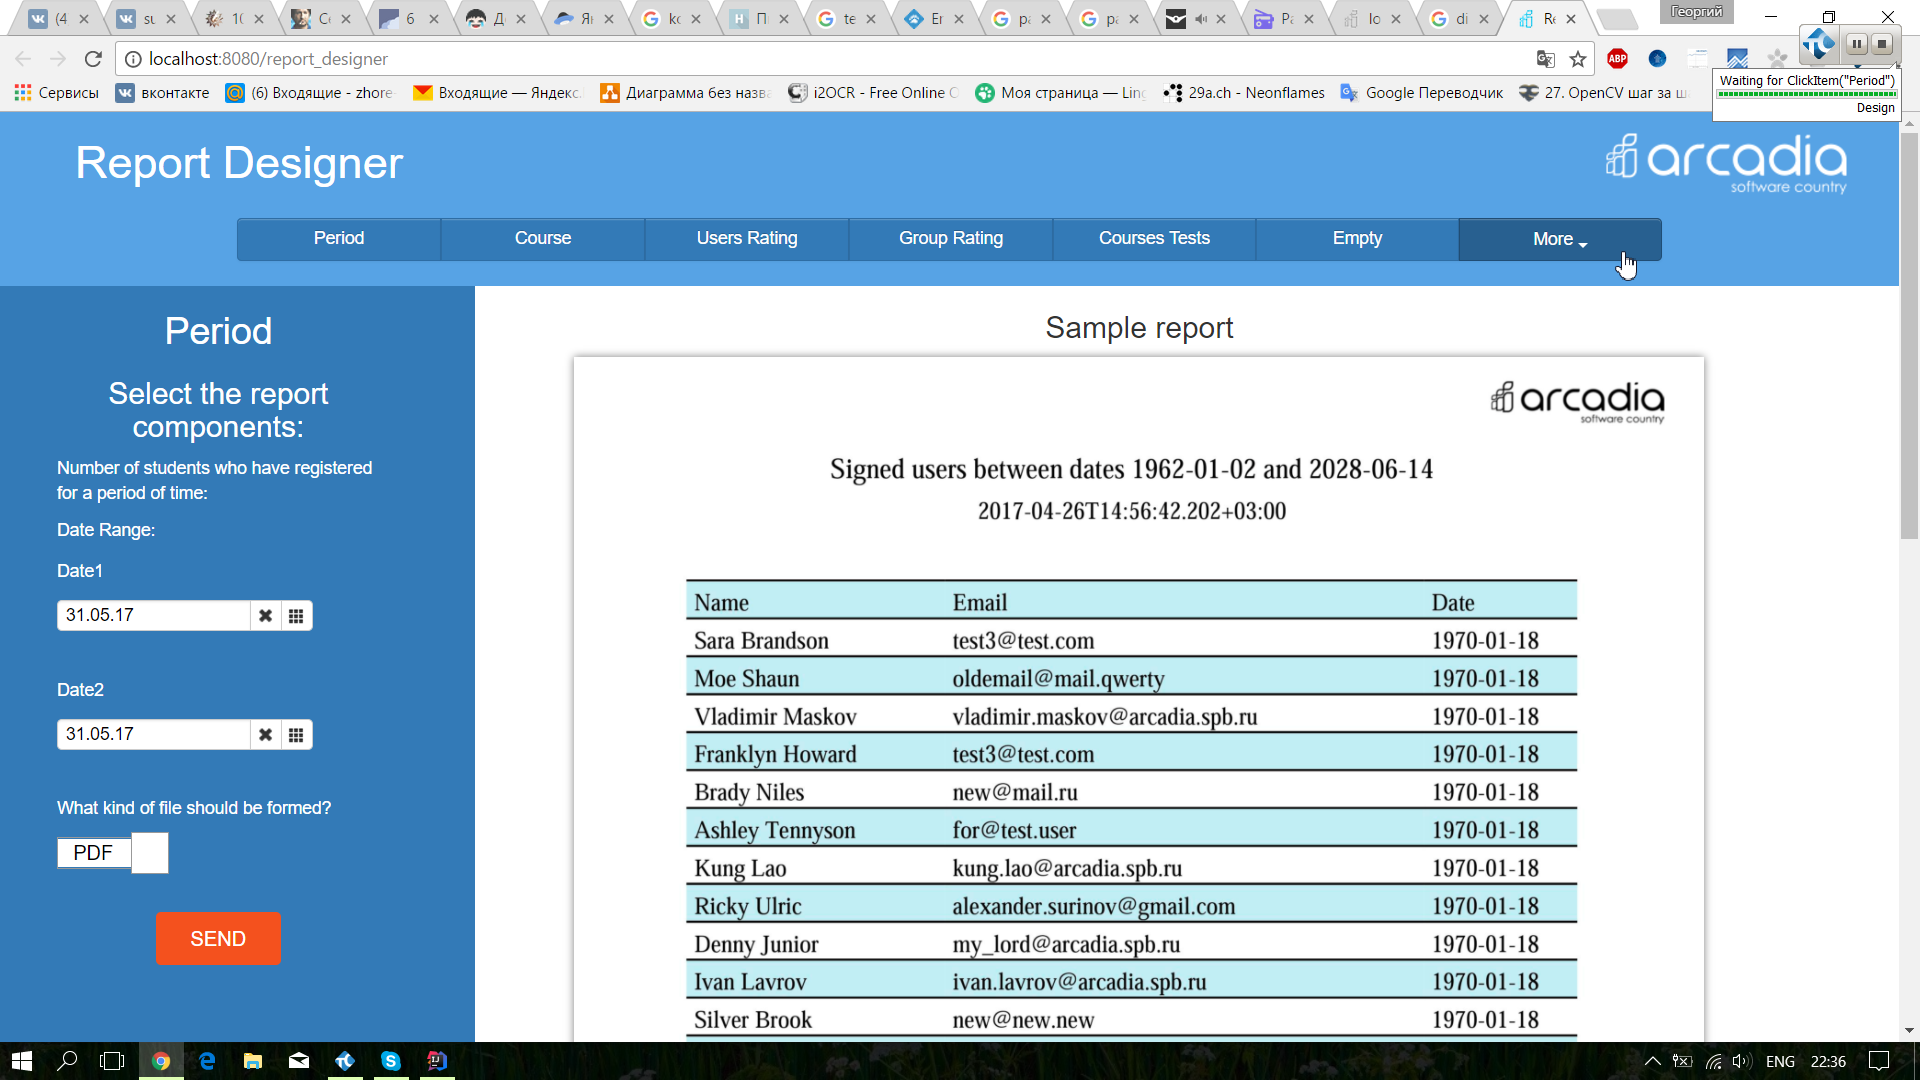 (4
su
10
Co
6
Д
Ян
ко
П
te
Er
pa
pa
Ра
lo
di
Re
Георгий
localhost:8080/report_designer
ABP
Waiting for ClickItem("Period")
Design
Сервисы
вконтакте
(6) Входящие - zhore
Входящие — Яндекс.
Диаграмма без назва
i2OCR - Free Online
Моя страница — Lin
29a.ch - Neonflames
Google Переводчик
27. OpenCV шаг за ш
Report Designer
arcadia
software country
Period
Course
Users Rating
Group Rating
Courses Tests
Empty
More
Period
Select the report
components:
Number of students who have registered
for a period of time:
Date Range:
Date1
31.05.17
Date2
31.05.17
What kind of file should be formed?
PDF
SEND
Sample report
arcadia
software country
Signed users between dates 1962-01-02 and 2028-06-14
2017-04-26T14:56:42.202+03:00
Name Email Date
Sara Brandson test3@test.com 1970-01-18
Moe Shaun oldemail@mail.qwerty 1970-01-18
Vladimir Maskov vladimir.maskov@arcadia.spb.ru 1970-01-18
Franklyn Howard test3@test.com 1970-01-18
Brady Niles new@mail.ru 1970-01-18
Ashley Tennyson for@test.user 1970-01-18
Kung Lao kung.lao@arcadia.spb.ru 1970-01-18
Ricky Ulric alexander.surinov@gmail.com 1970-01-18
Denny Junior my_lord@arcadia.spb.ru 1970-01-18
Ivan Lavrov ivan.lavrov@arcadia.spb.ru 1970-01-18
Silver Brook new@new.new 1970-01-18
ENG
22:36